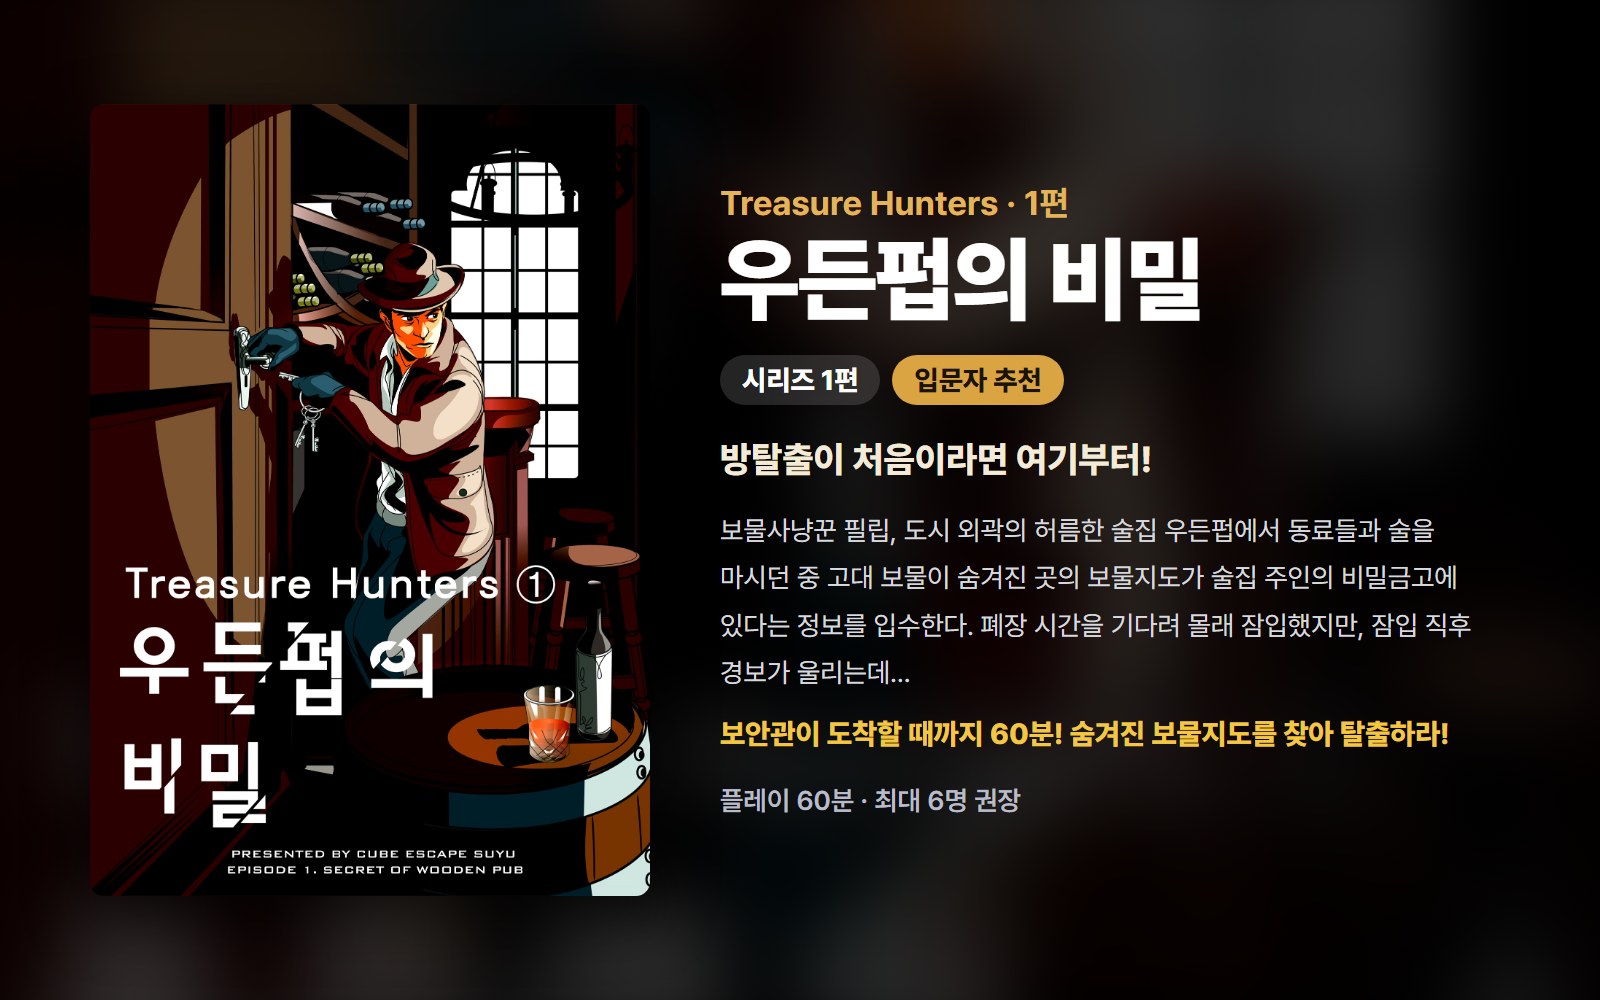 Treasure Hunters ①
우든펍의
비밀
PRESENTED BY CUBE ESCAPE SUYU
EPISODE 1. SECRET OF WOODEN PUB
Treasure Hunters · 1편
우든펍의 비밀
시리즈 1편
입문자 추천
방탈출이 처음이라면 여기부터!
보물사냥꾼 필립, 도시 외곽의 허름한 술집 우든펍에서 동료들과 술을
마시던 중 고대 보물이 숨겨진 곳의 보물지도가 술집 주인의 비밀금고에
있다는 정보를 입수한다. 폐장 시간을 기다려 몰래 잠입했지만, 잠입 직후
경보가 울리는데...
보안관이 도착할 때까지 60분! 숨겨진 보물지도를 찾아 탈출하라!
플레이 60분 · 최대 6명 권장